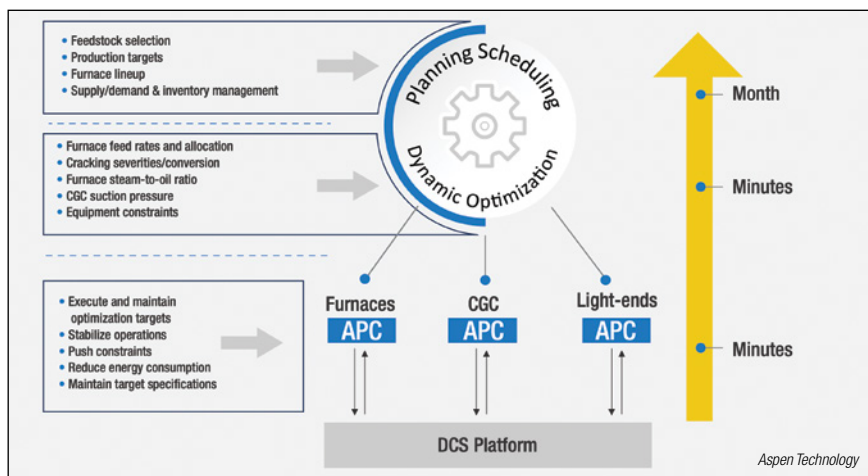 • Feedstock selection
• Production targets
• Furnace lineup
• Supply/demand & inventory management
Planning Scheduling
Dynamic Optimization
• Furnace feed rates and allocation
• Cracking severities/conversion
• Furnace steam-to-oil ratio
• CGC suction pressure
• Equipment constraints
• Execute and maintain
optimization targets
• Stabilize operations
• Push constraints
• Reduce energy consumption
• Maintain target specifications
Furnaces
APC
CGC
APC
Light-ends
APC
DCS Platform
Month
Minutes
Minutes
Aspen Technology